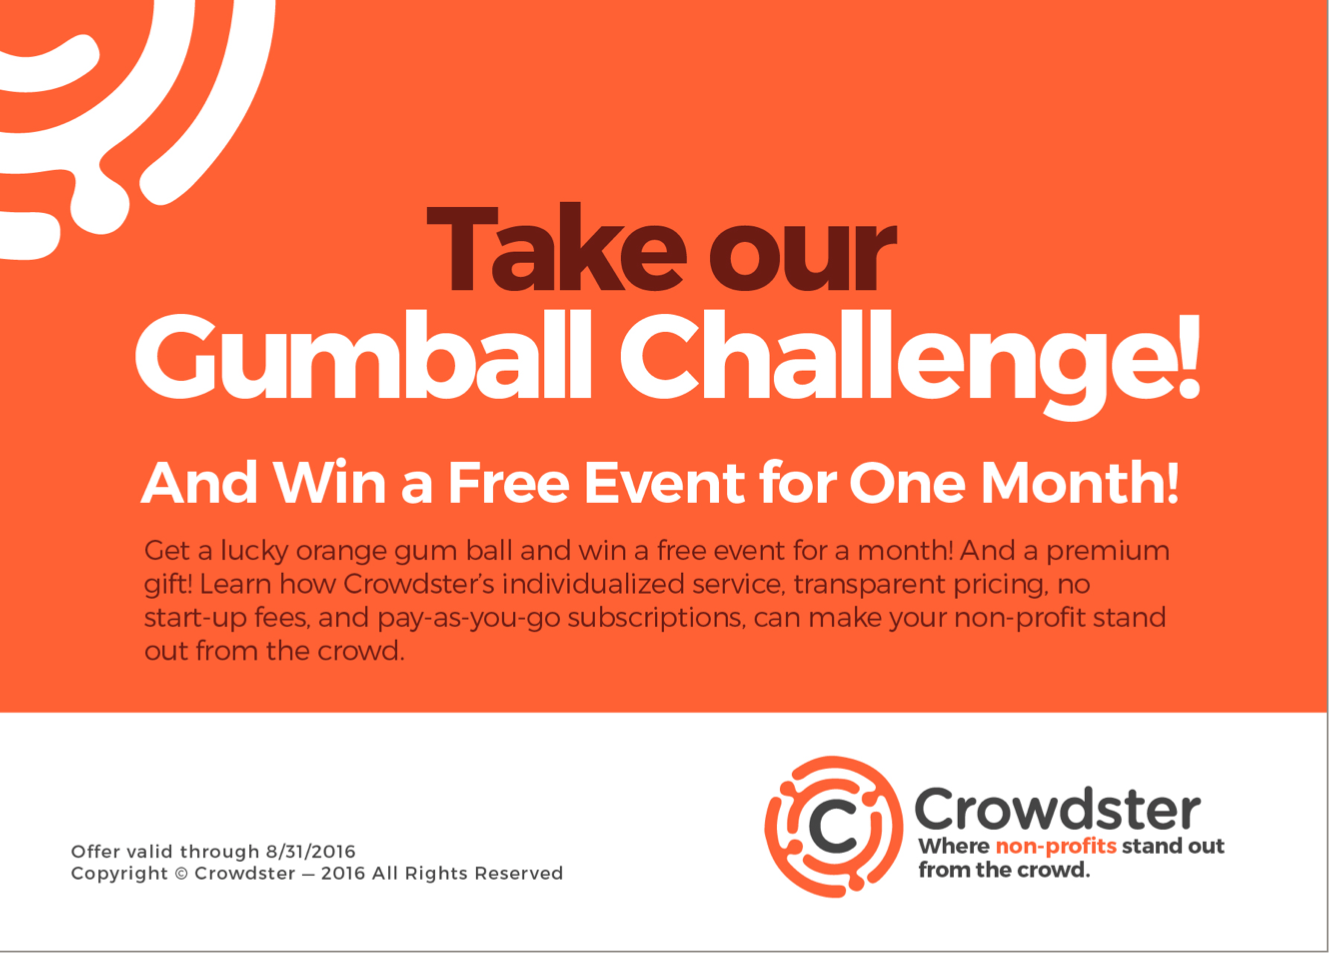 Take our
Gumball Challenge!
And Win a Free Event for One Month!
Get a lucky orange gum ball and win a free event for a month! And a premium
gift! Learn how Crowdster's individualized service, transparent pricing, no
start-up fees, and pay-as-you-go subscriptions, can make your non-profit stand
out from the crowd.
Offer valid through 8/31/2016
Copyright © Crowdster — 2016 All Rights Reserved
C
Crowdster
Where non-profits stand out
from the crowd.